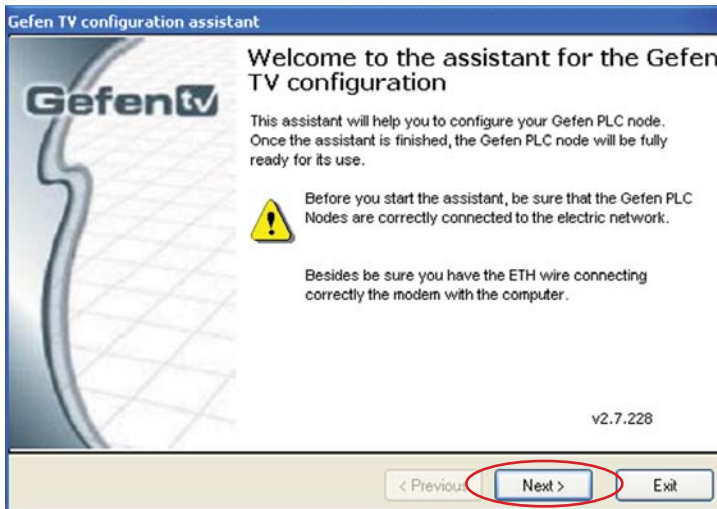 Gefen TV configuration assistant
Gefentv
Welcome to the assistant for the Gefen
TV configuration
This assistant will help you to configure your Gefen PLC node.
Once the assistant is finished, the Gefen PLC node will be fully
ready for its use.
Before you start the assistant, be sure that the Gefen PLC
Nodes are correctly connected to the electric network.
Besides be sure you have the ETH wire connecting
correctly the modem with the computer.
v2.7.228
< Previous
Next >
Exit